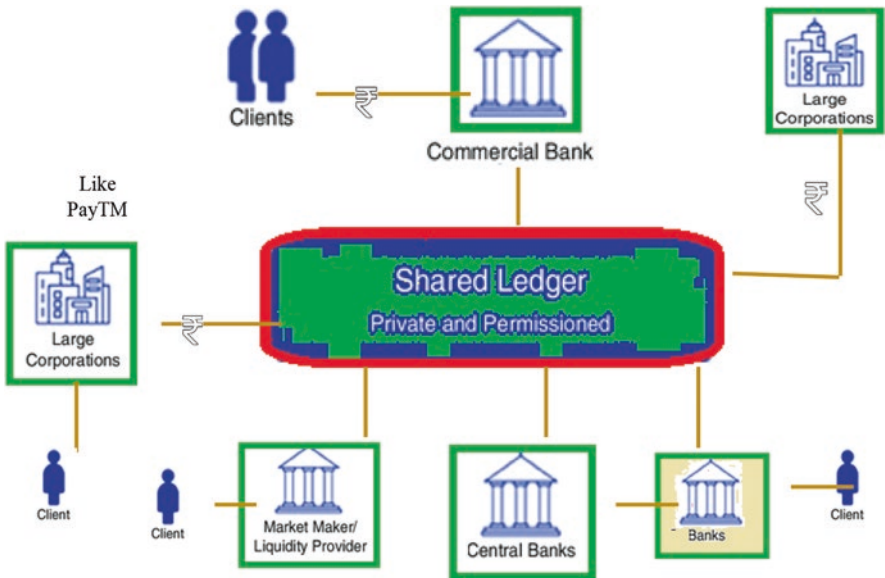 Clients
₹
Commercial Bank
Large
Corporations
₹
Like
PayTM
Shared Ledger
Private and Permissioned
₹
Large
Corporations
Client
Client
Market Maker/
Liquidity Provider
Central Banks
Banks
Client